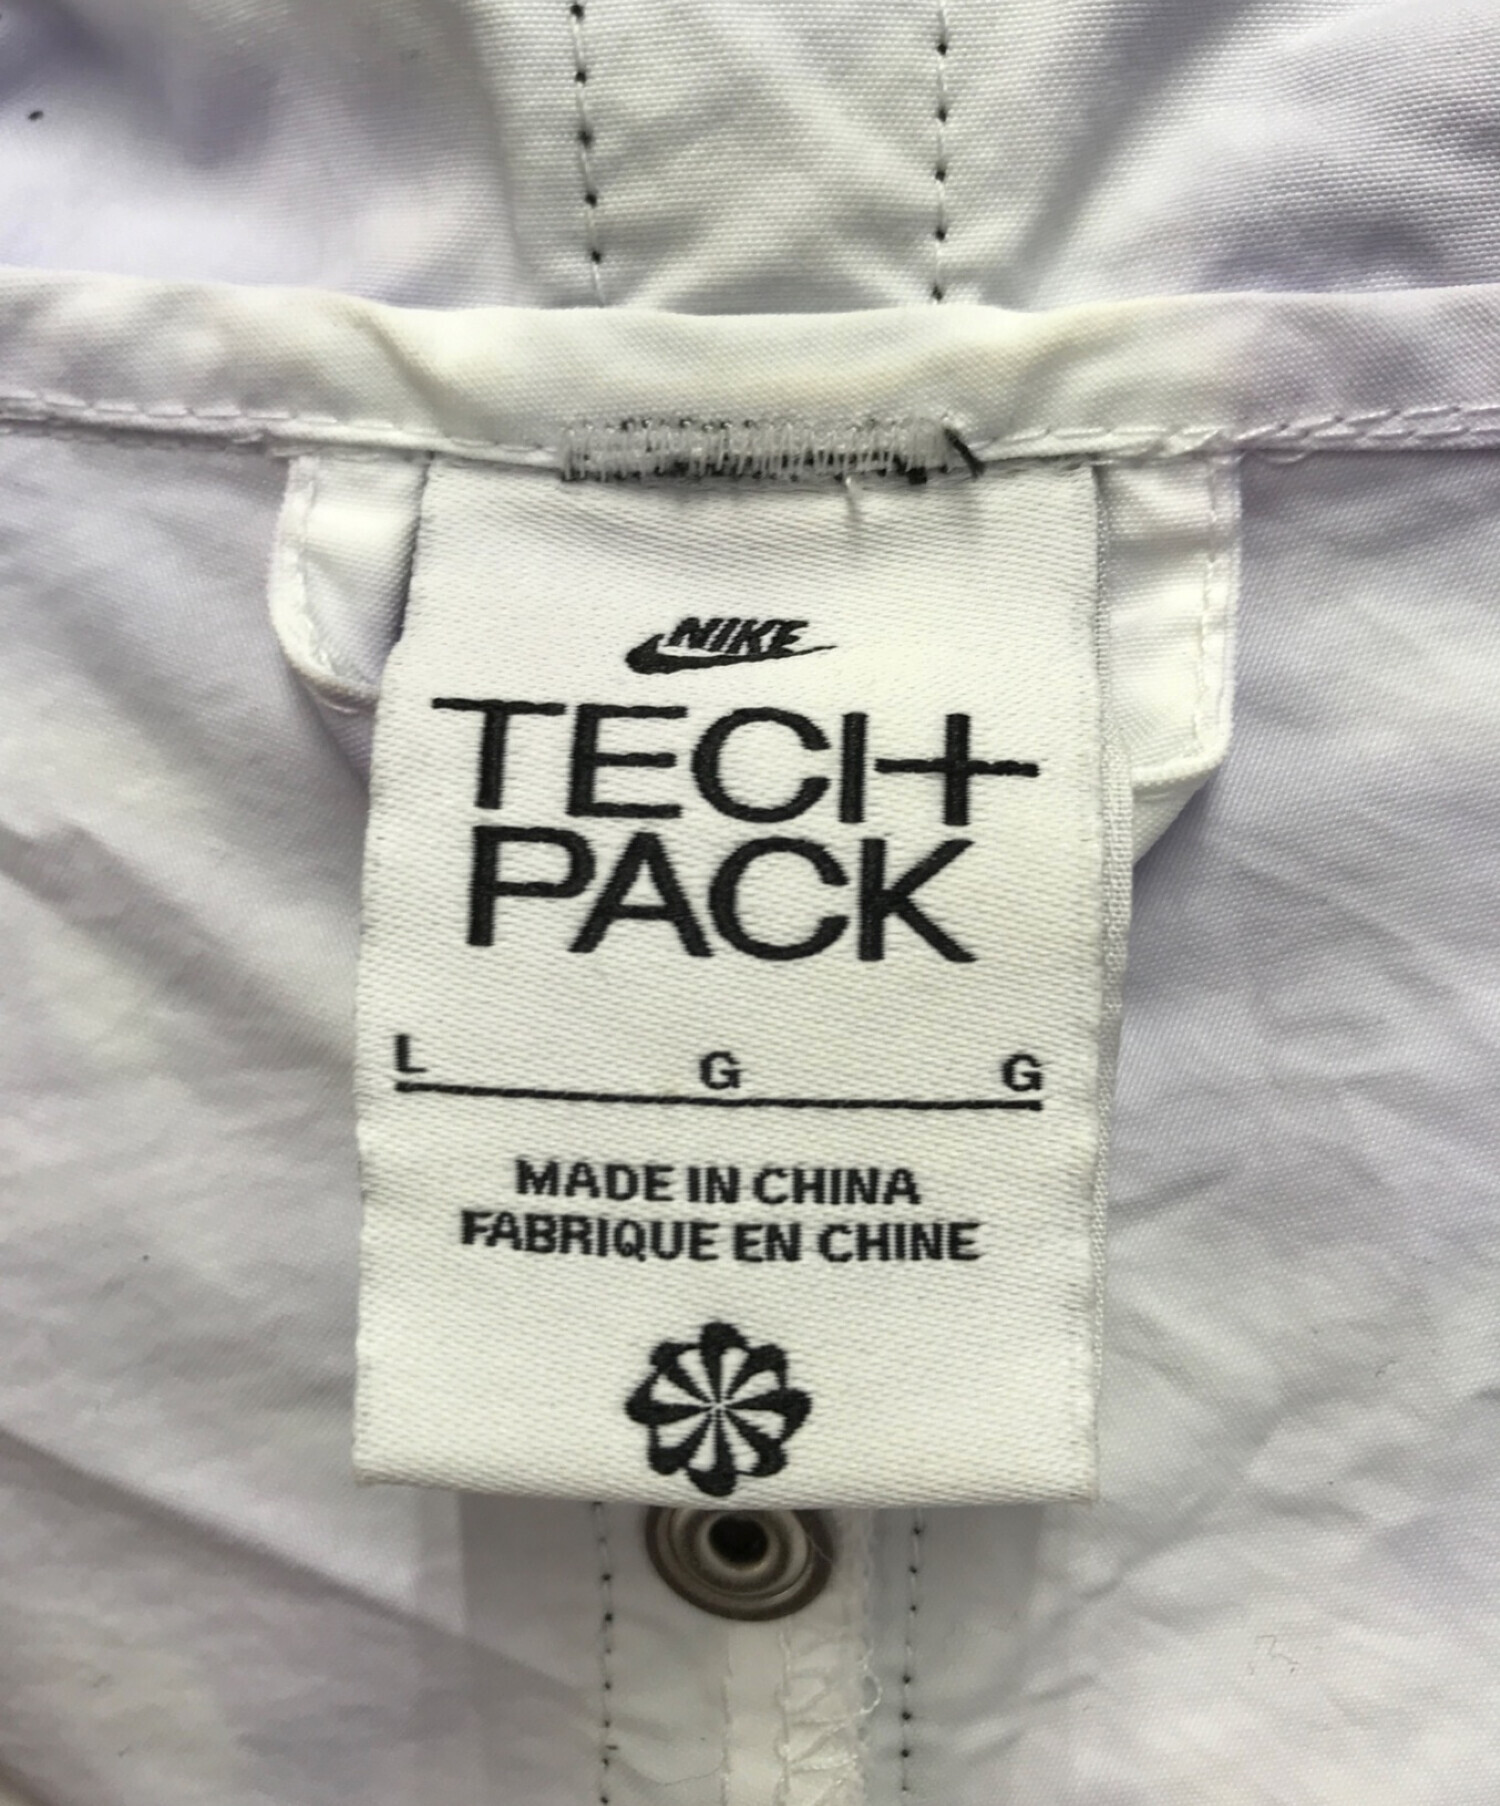 NIKE
TECH
PACK
L G G
MADE IN CHINA
FABRIQUE EN CHINE